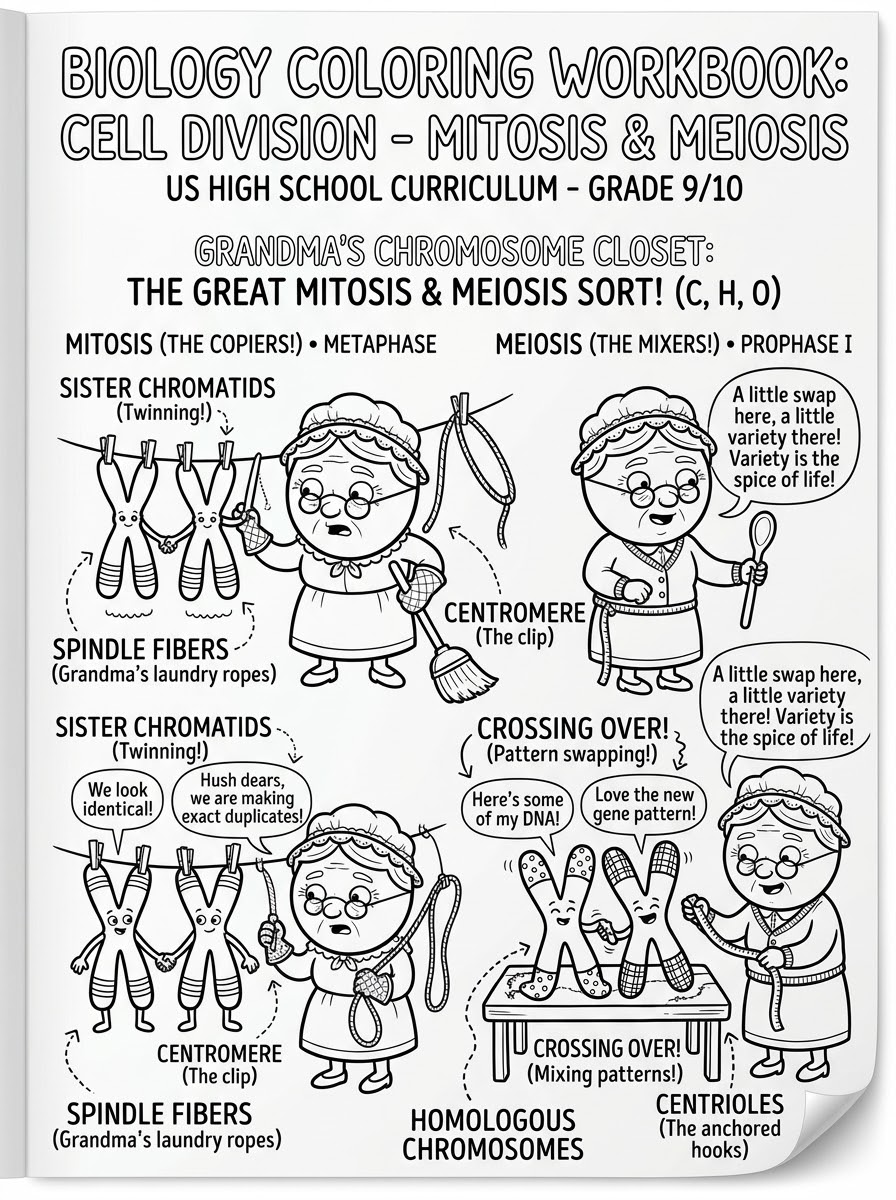 BIOLOGY COLORING WORKBOOK:
CELL DIVISION - MITOSIS & MEIOSIS
US HIGH SCHOOL CURRICULUM - GRADE 9/10
GRANDMA'S CHROMOSOME CLOSET:
THE GREAT MITOSIS & MEIOSIS SORT! (C, H, O)
MITOSIS (THE COPIERS!) • METAPHASE
MEIOSIS (THE MIXERS!) • PROPHASE I
SISTER CHROMATIDS
(Twinning!)
A little swap
here, a little
variety there!
Variety is the
spice of life!
CENTROMERE
(The clip)
SPINDLE FIBERS
(Grandma's laundry ropes)
SISTER CHROMATIDS
(Twinning!)
We look
identical!
Hush dears,
we are making
exact duplicates!
CROSSING OVER!
(Pattern swapping!)
A little swap here,
a little variety
there! Variety is
the spice of life!
Here's some
of my DNA!
Love the new
gene pattern!
CENTROMERE
(The clip)
SPINDLE FIBERS
(Grandma's laundry ropes)
CROSSING OVER!
(Mixing patterns!)
HOMOLOGOUS
CHROMOSOMES
CENTRIOLES
(The anchored
hooks)